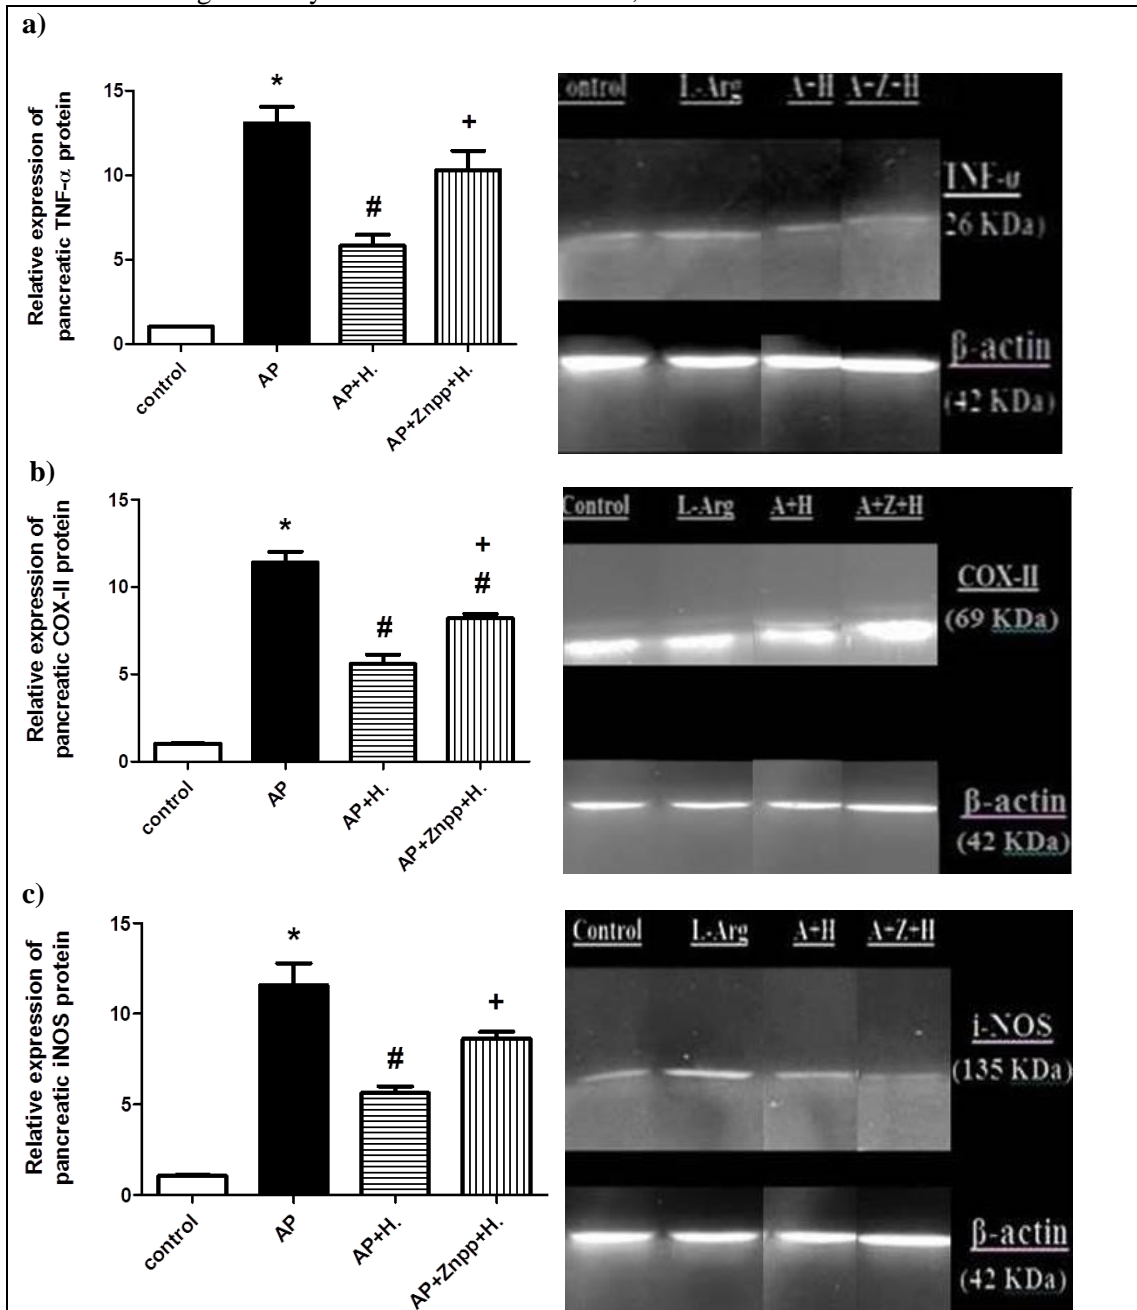 a)
Relative expression of
pancreatic TNF-α protein
15
10
5
0
*
#
+
control
AP
AP+H.
AP+Znpp+H.
ontrol L-Arg A+H A+Z+H
TNF-α
26 KDa)
β-actin
(42 KDa)
b)
Relative expression of
pancreatic COX-II protein
15
10
5
0
*
#
+
#
control
AP
AP+H.
AP+Znpp+H.
Control L-Arg A+H A+Z+H
COX-II
(69 KDa)
β-actin
(42 KDa)
c)
Relative expression of
pancreatic iNOS protein
15
10
5
0
*
#
+
control
AP
AP+H.
AP+Znpp+H.
Control L-Arg A+H A+Z+H
i-NOS
(135 KDa)
β-actin
(42 KDa)